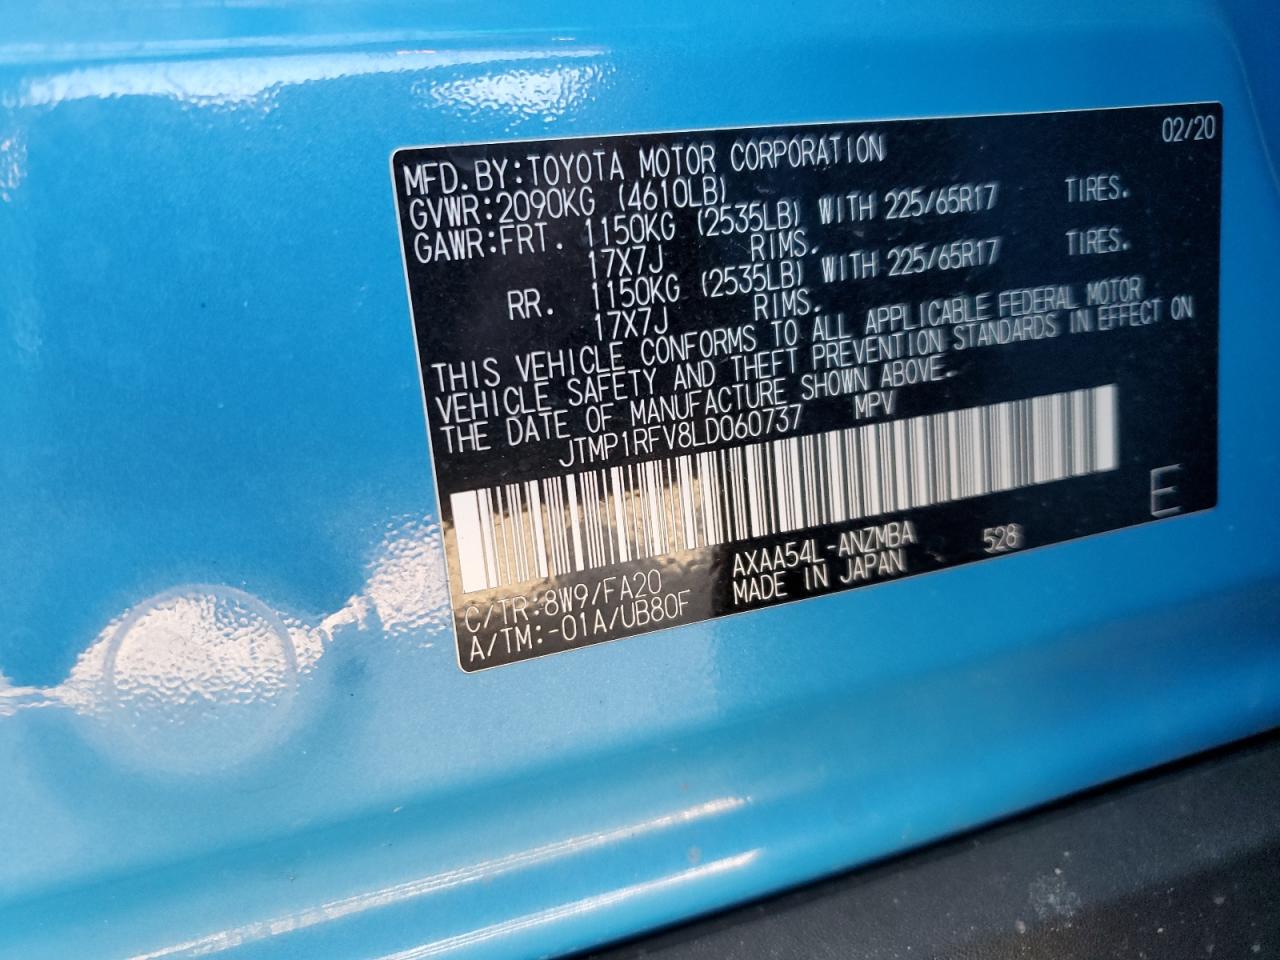 02/20
MFD. BY:TOYOTA MOTOR CORPORATION
GVWR:2090KG (4610LB)
GAWR:FRT. 1150KG (2535LB) WITH 225/65R17 TIRES.
17X7J RIMS.
RR. 1150KG (2535LB) WITH 225/65R17 TIRES.
17X7J RIMS.
THIS VEHICLE CONFORMS TO ALL APPLICABLE FEDERAL MOTOR
VEHICLE SAFETY AND THEFT PREVENTION STANDARDS IN EFFECT ON
THE DATE OF MANUFACTURE SHOWN ABOVE.
JTMP1RFV8LD060737 MPV
E
C/TR:8W9/FA20 AXAA54L-ANZMBA 528
A/TM:-01A/UB80F MADE IN JAPAN